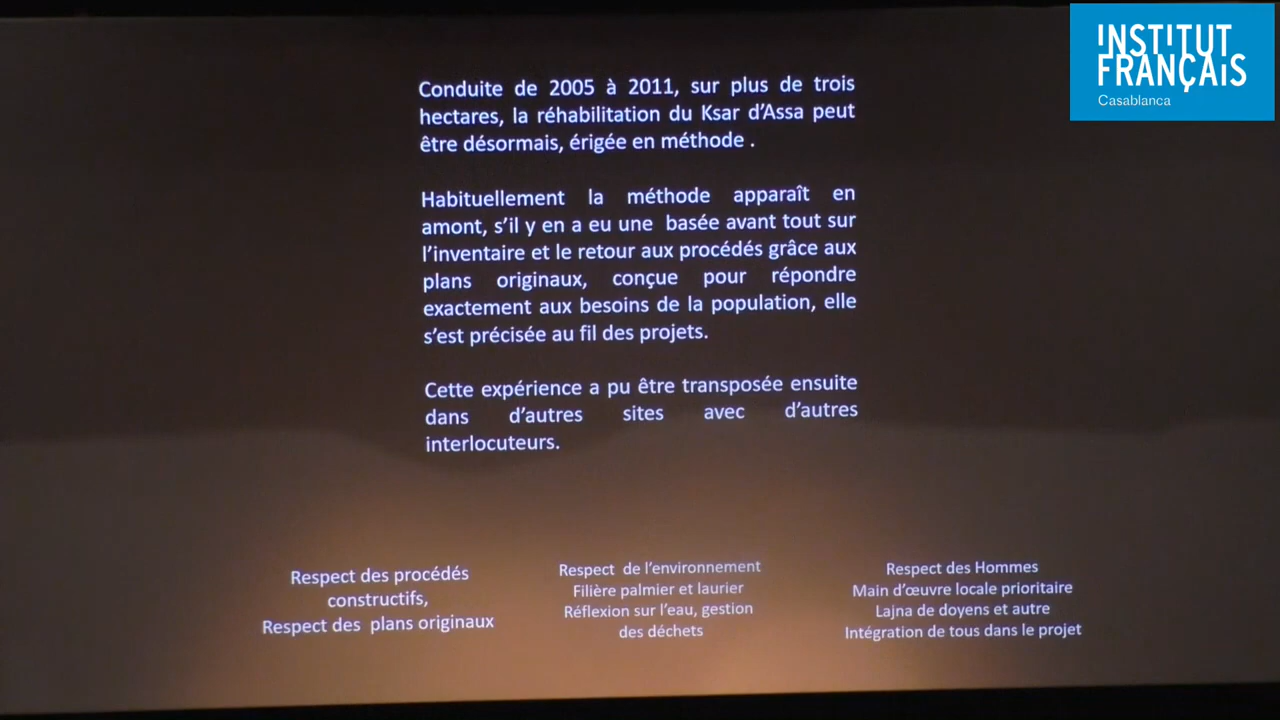 INSTITUT
FRANÇAIS
Casablanca
Conduite de 2005 à 2011, sur plus de trois
hectares, la réhabilitation du Ksar d’Assa peut
être désormais, érigée en méthode .
Habituellement la méthode apparaît en
amont, s’il y en a eu une basée avant tout sur
l’inventaire et le retour aux procédés grâce aux
plans originaux, conçue pour répondre
exactement aux besoins de la population, elle
s’est précisée au fil des projets.
Cette expérience a pu être transposée ensuite
dans d’autres sites avec d’autres
interlocuteurs.
Respect des procédés
constructifs,
Respect des plans originaux
Respect de l’environnement
Filière palmier et laurier
Réflexion sur l’eau, gestion
des déchets
Respect des Hommes
Main d’œuvre locale prioritaire
Lajna de doyens et autre
Intégration de tous dans le projet